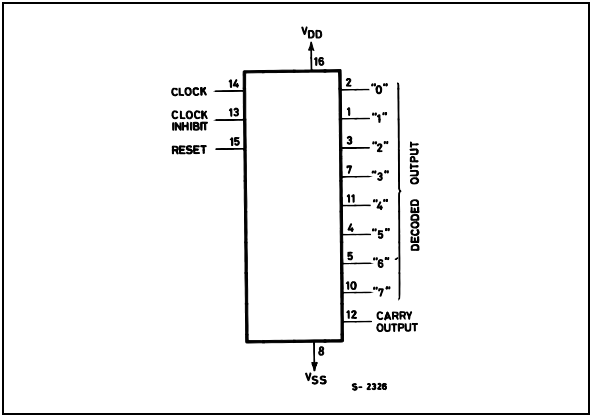 VDD
16
14
CLOCK
2
"0"
CLOCK
INHIBIT
13
1
"1"
RESET
15
3
"2"
7
"3"
11
"4"
4
"5"
5
"6"
10
"7"
DECODED OUTPUT
12
CARRY
OUTPUT
8
VSS
S- 2326